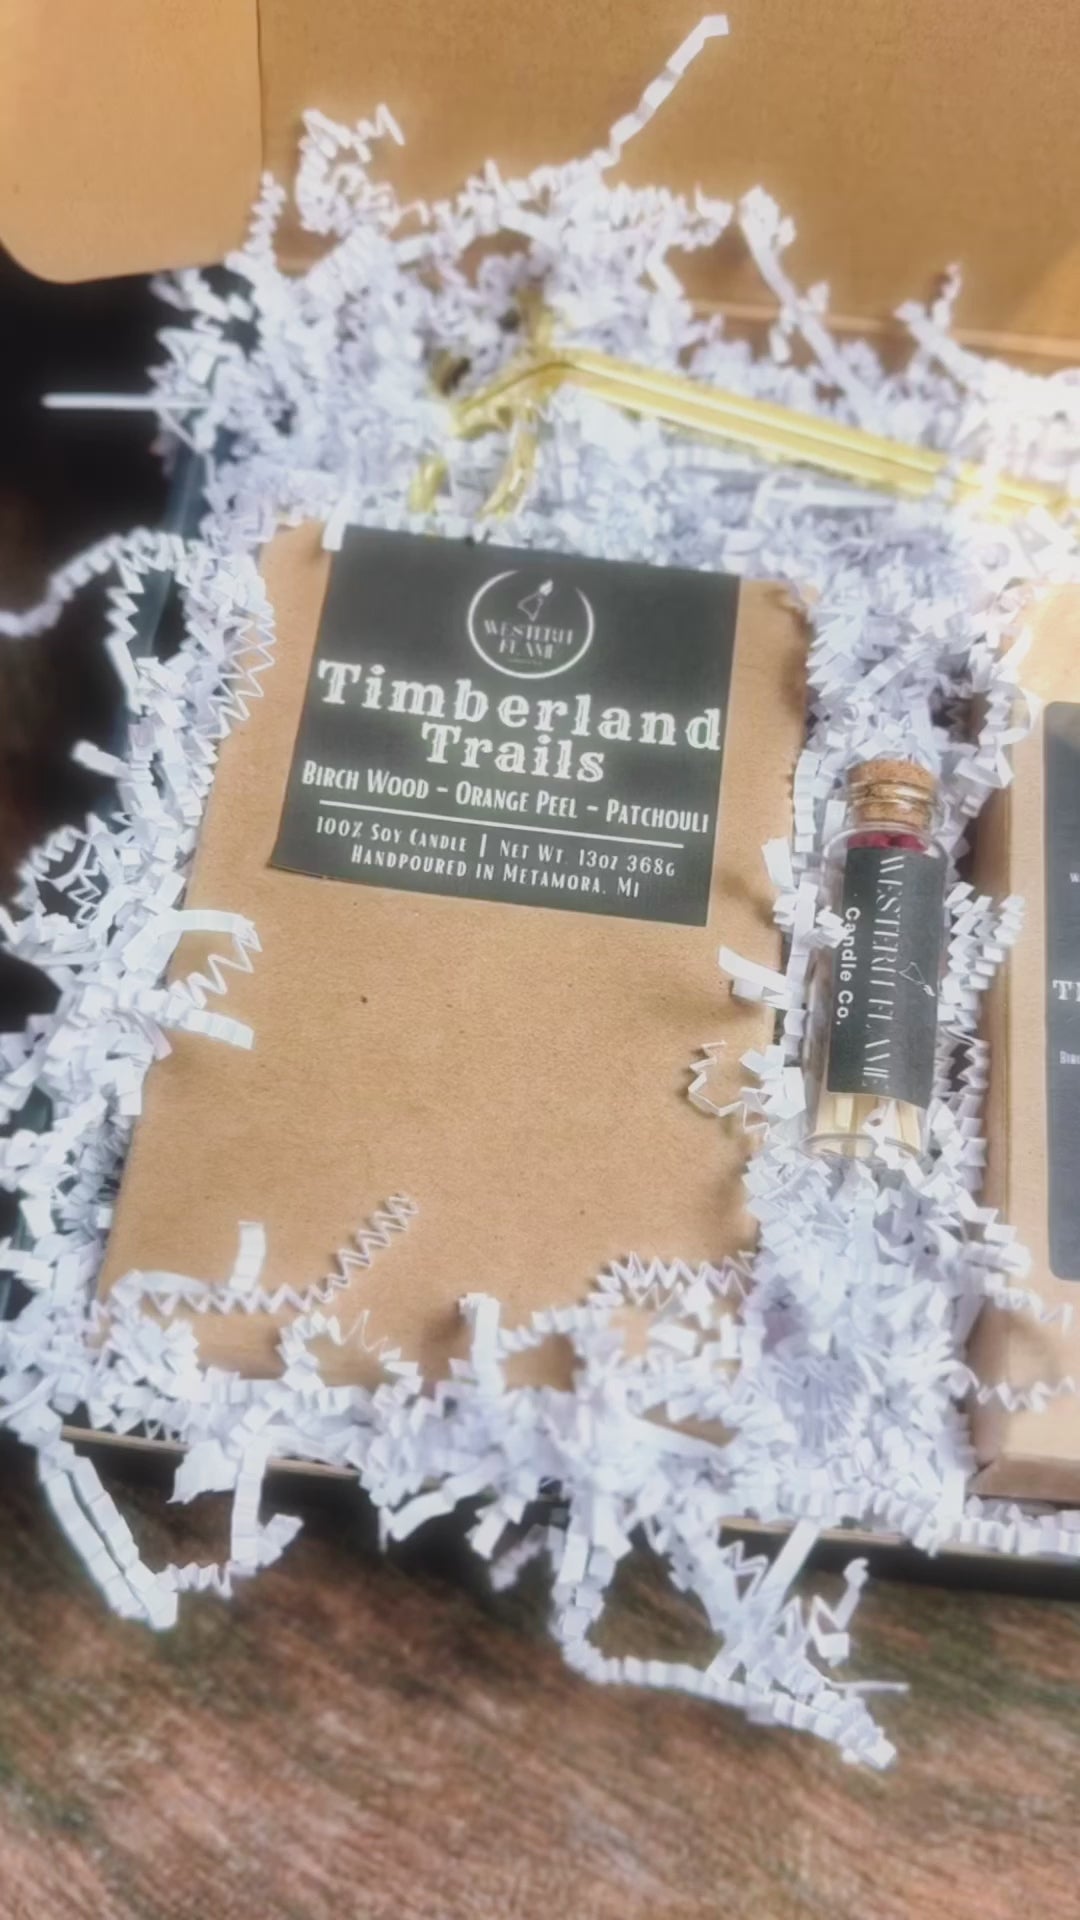 WESTERN
FLAME
Timberland
Trails
BIRCH WOOD - ORANGE PEEL - PATCHOULI
100% SOY CANDLE | NET WT. 13OZ 368G
HANDPOURED IN METAMORA, MI
WESTERN FLAME
Candle Co.